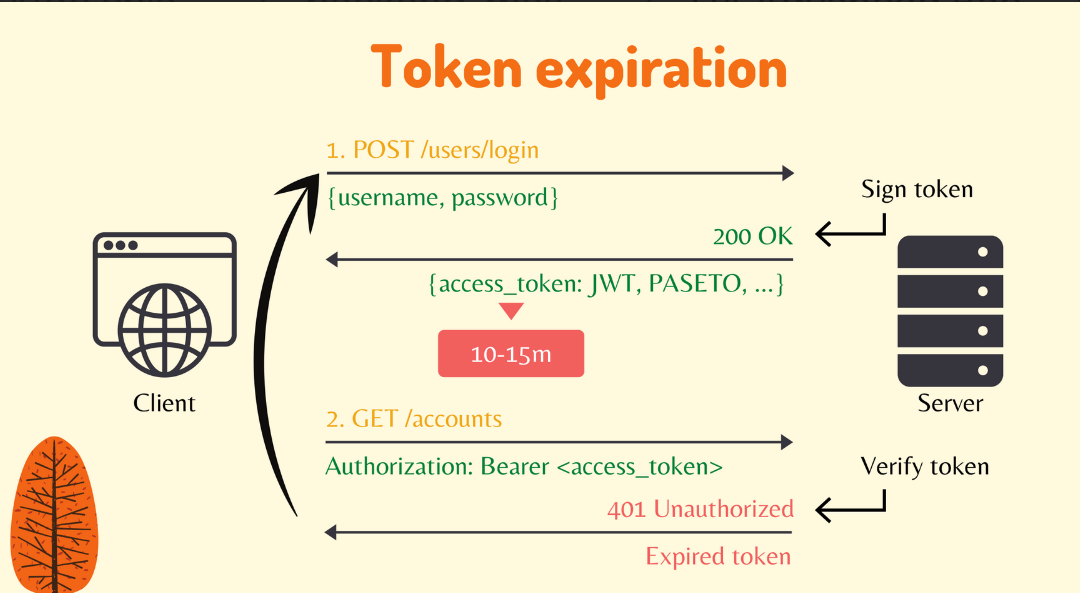 Token expiration
1. POST /users/login
{username, password}
Sign token
200 OK
{access_token: JWT, PASETO, ...}
10-15m
Client
Server
2. GET /accounts
Authorization: Bearer <access_token>
Verify token
401 Unauthorized
Expired token